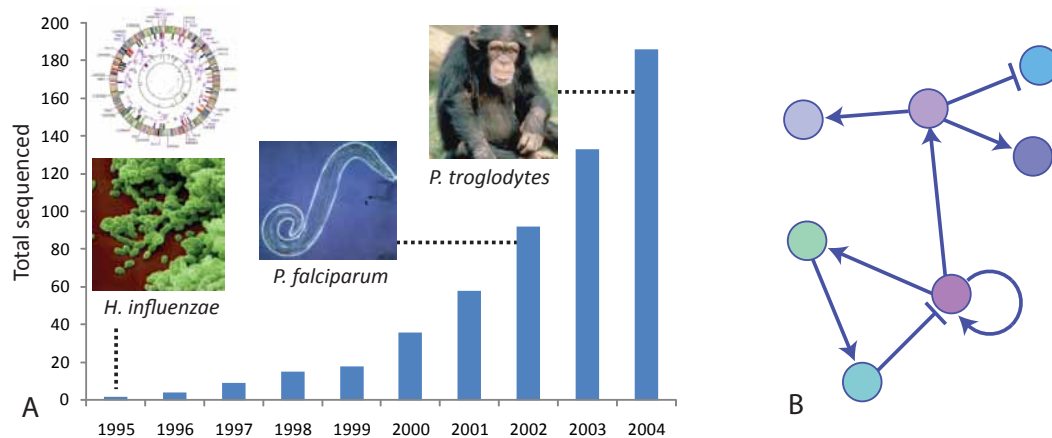 200
180
160
140
120
100
80
60
40
20
0
Total sequenced
H. influenzae
P. falciparum
P. troglodytes
1995 1996 1997 1998 1999 2000 2001 2002 2003 2004
A
B